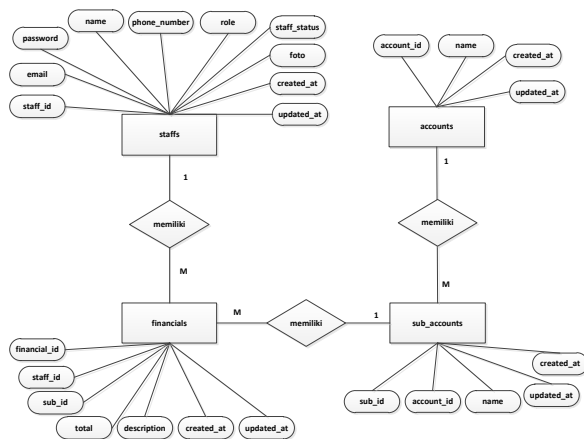 phone_number
name
role
staff_status
password
foto
email
created_at
staff_id
updated_at
staffs
account_id
name
created_at
updated_at
accounts
1
1
memiliki
memiliki
M
M
financials
M
memiliki
1
sub_accounts
financial_id
staff_id
sub_id
total
description
created_at
updated_at
created_at
updated_at
sub_id
account_id
name